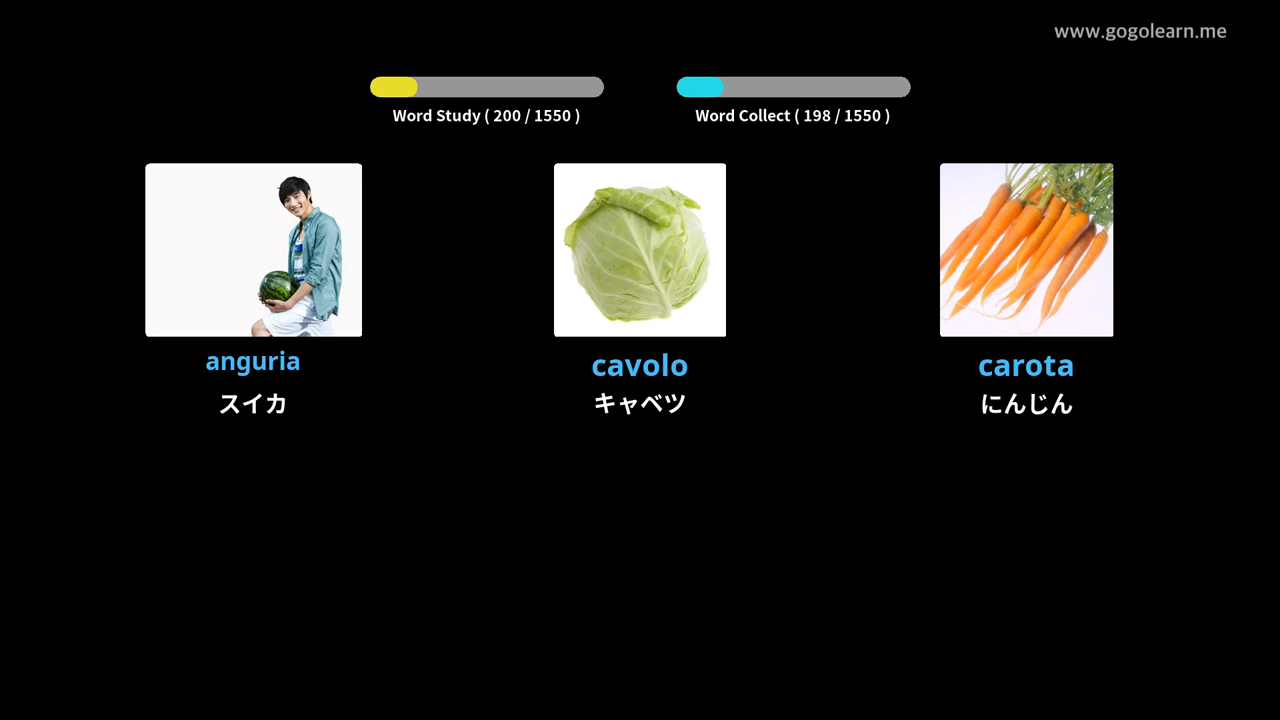 www.gogolearn.me
Word Study ( 200 / 1550 )
Word Collect ( 198 / 1550 )
anguria
スイカ
cavolo
キャベツ
carota
にんじん